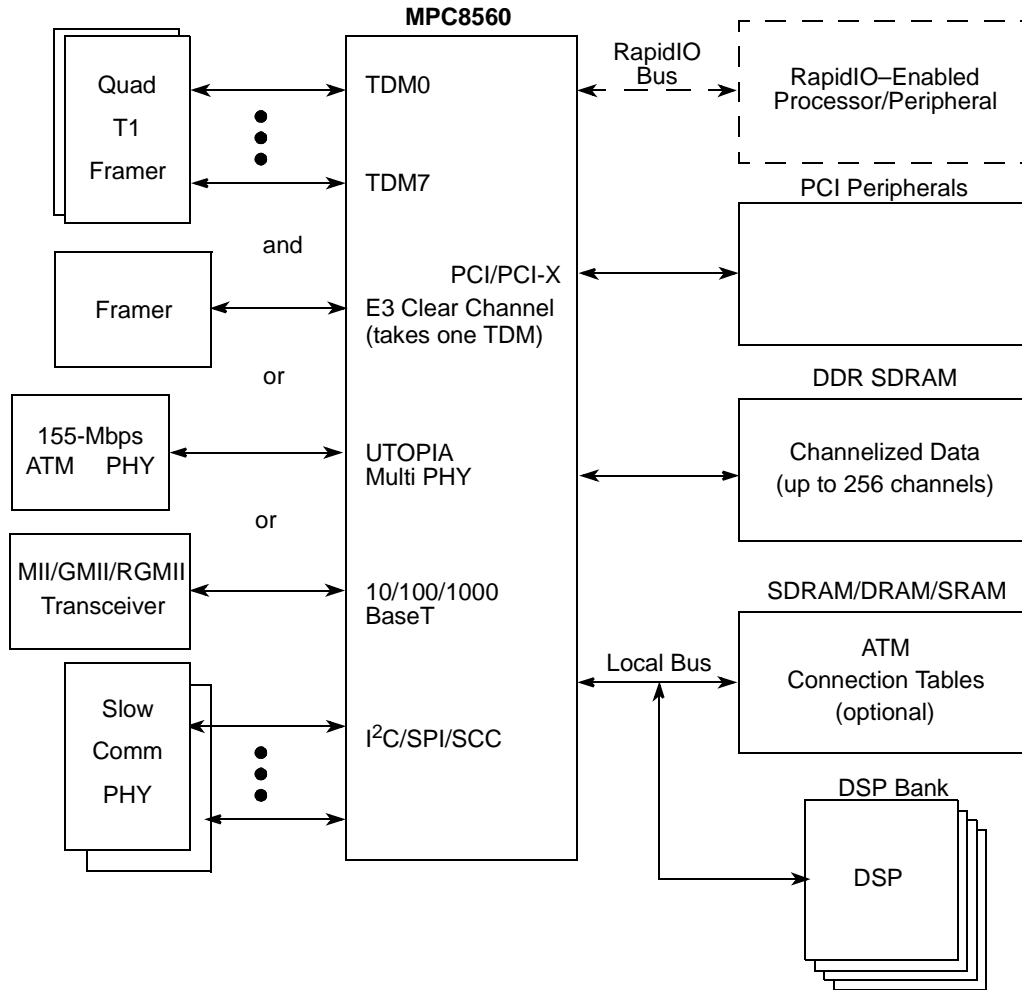 MPC8560
Quad
T1
Framer
TDM0
TDM7
RapidIO
Bus
RapidIO–Enabled
Processor/Peripheral
and
PCI Peripherals
PCI/PCI-X
Framer
E3 Clear Channel
(takes one TDM)
or
DDR SDRAM
155-Mbps
ATM PHY
UTOPIA
Multi PHY
Channelized Data
(up to 256 channels)
or
MII/GMII/RGMII
Transceiver
10/100/1000
BaseT
SDRAM/DRAM/SRAM
Local Bus
ATM
Connection Tables
(optional)
Slow
Comm
PHY
I²C/SPI/SCC
DSP Bank
DSP